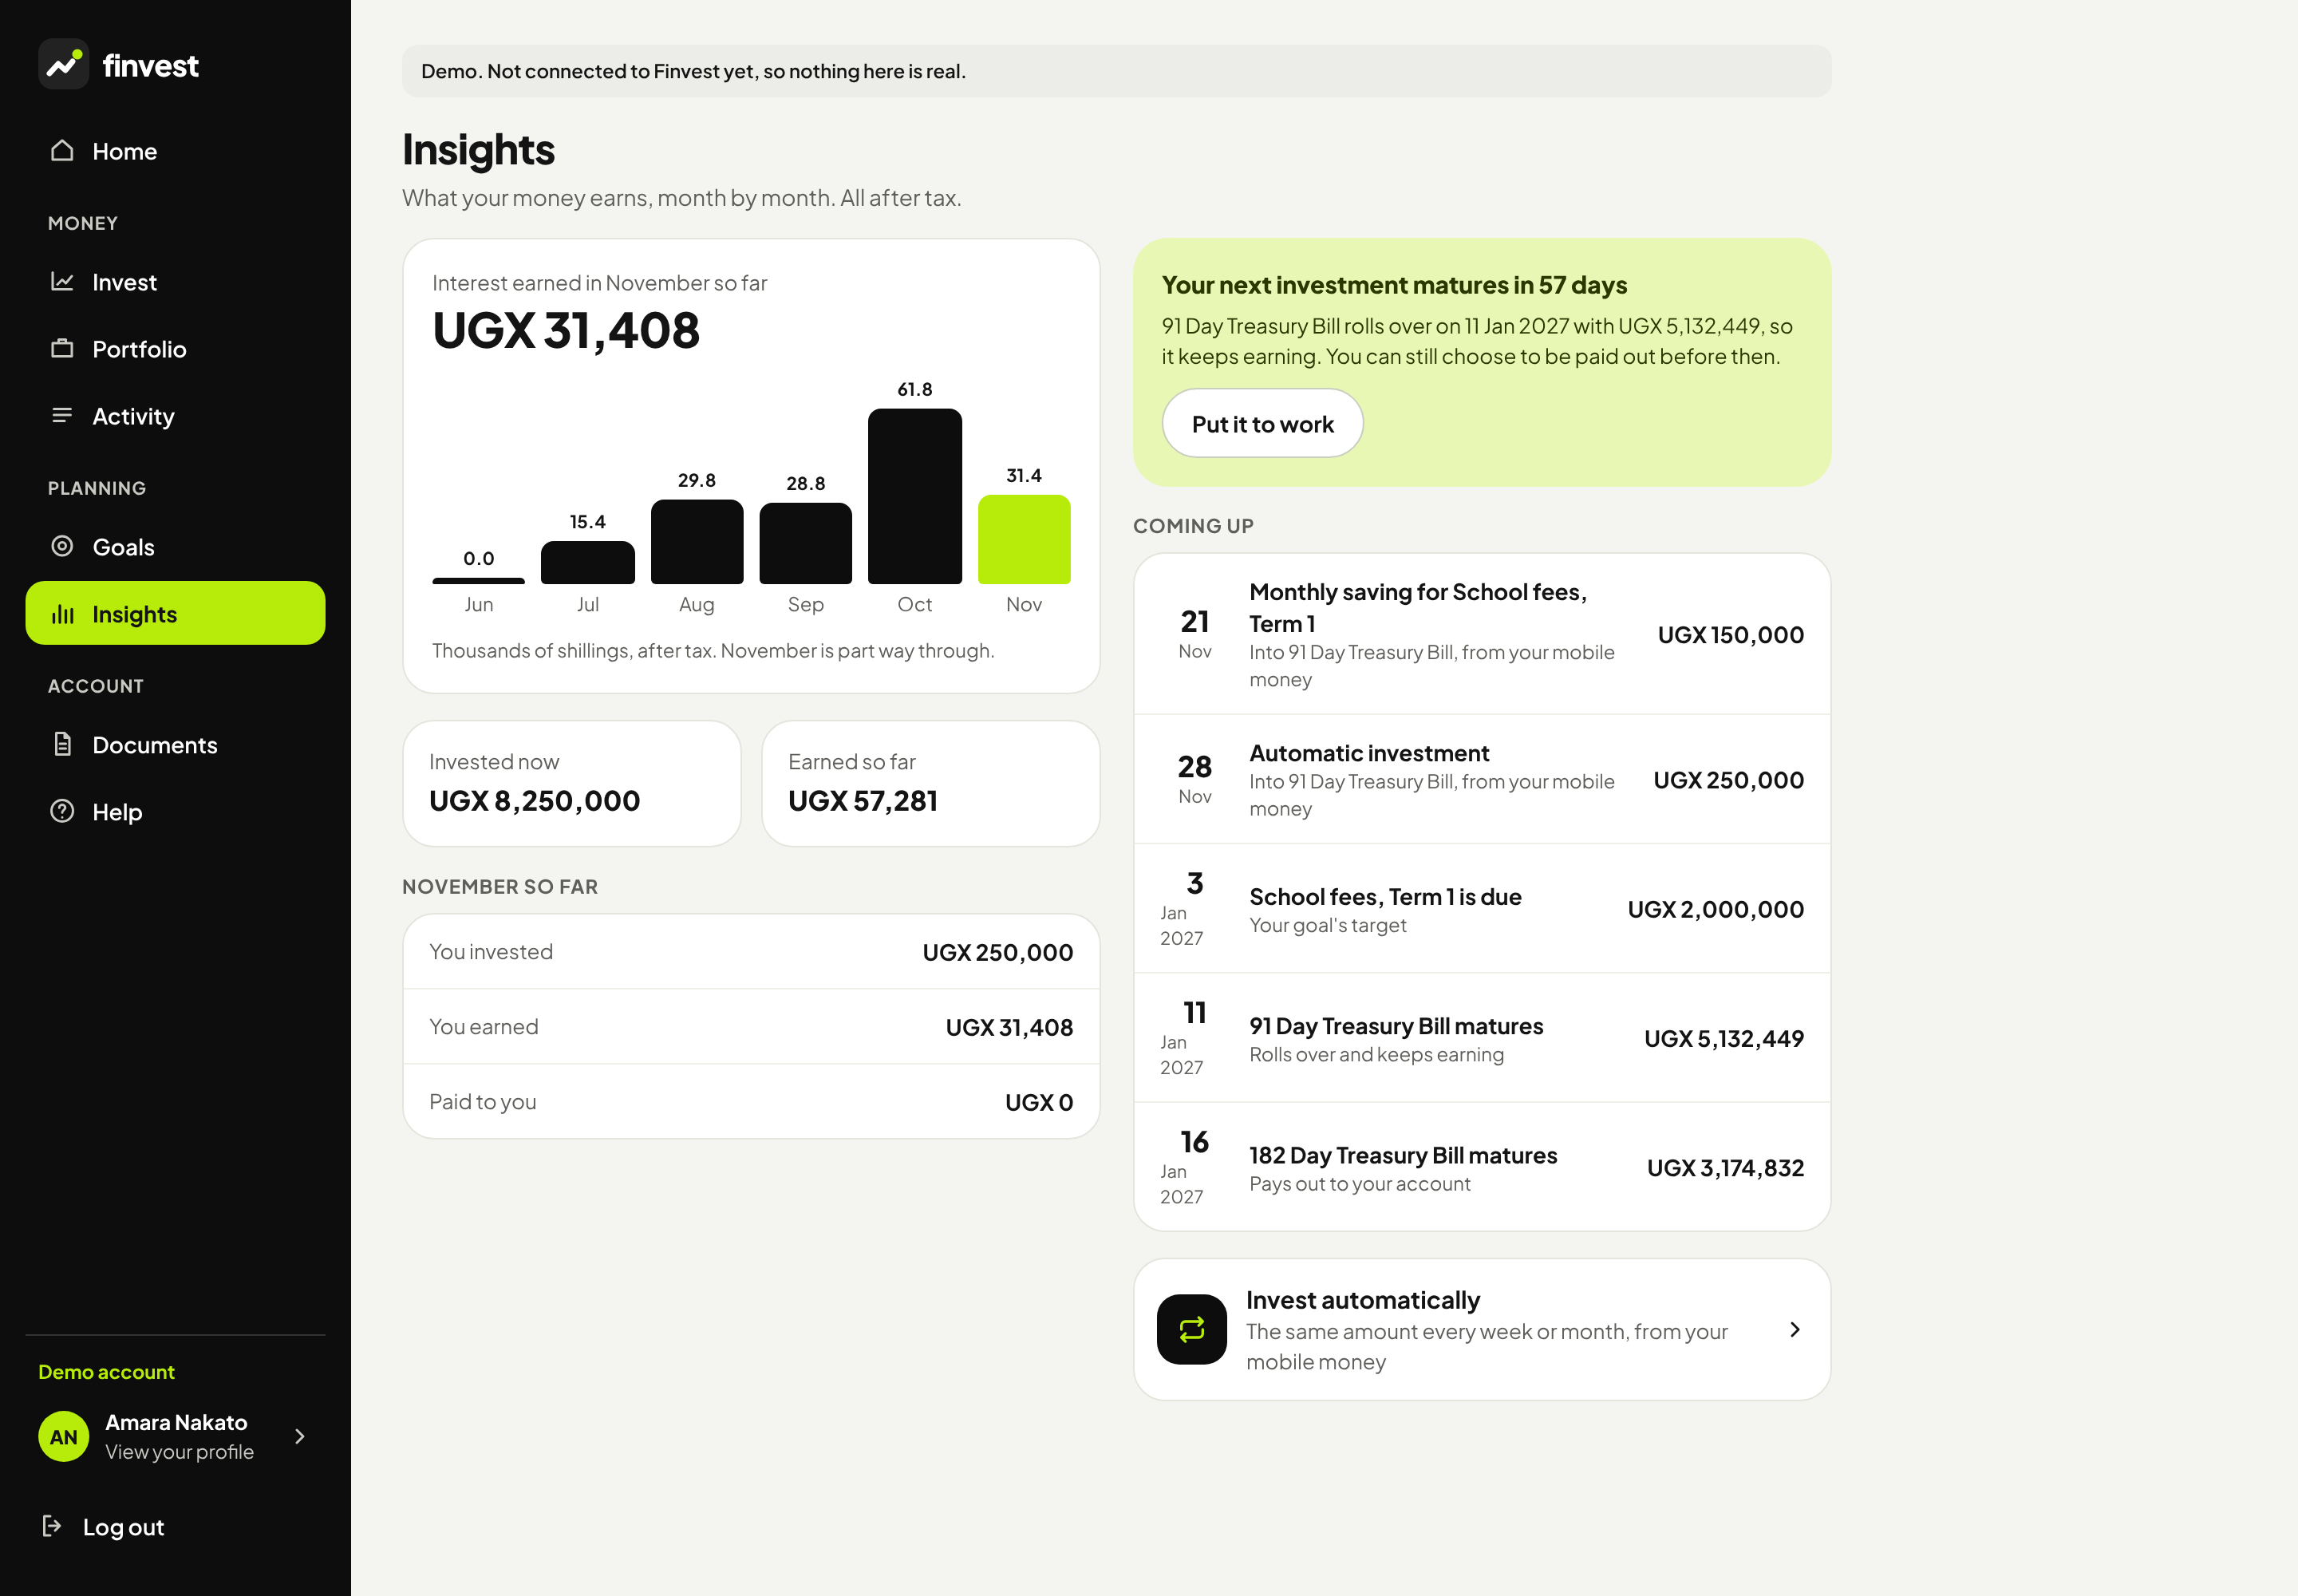 finvest
Home
MONEY
Invest
Portfolio
Activity
PLANNING
Goals
Insights
ACCOUNT
Documents
Help
Demo account
AN
Amara Nakato
View your profile
Log out
Demo. Not connected to Finvest yet, so nothing here is real.
Insights
What your money earns, month by month. All after tax.
Interest earned in November so far
UGX 31,408
0.0
15.4
29.8
28.8
61.8
31.4
Jun
Jul
Aug
Sep
Oct
Nov
Thousands of shillings, after tax. November is part way through.
Invested now
UGX 8,250,000
Earned so far
UGX 57,281
NOVEMBER SO FAR
You invested
UGX 250,000
You earned
UGX 31,408
Paid to you
UGX 0
Your next investment matures in 57 days
91 Day Treasury Bill rolls over on 11 Jan 2027 with UGX 5,132,449, so
it keeps earning. You can still choose to be paid out before then.
Put it to work
COMING UP
21
Nov
Monthly saving for School fees,
Term 1
Into 91 Day Treasury Bill, from your mobile
money
UGX 150,000
28
Nov
Automatic investment
Into 91 Day Treasury Bill, from your mobile
money
UGX 250,000
3
Jan
2027
School fees, Term 1 is due
Your goal's target
UGX 2,000,000
11
Jan
2027
91 Day Treasury Bill matures
Rolls over and keeps earning
UGX 5,132,449
16
Jan
2027
182 Day Treasury Bill matures
Pays out to your account
UGX 3,174,832
Invest automatically
The same amount every week or month, from your
mobile money